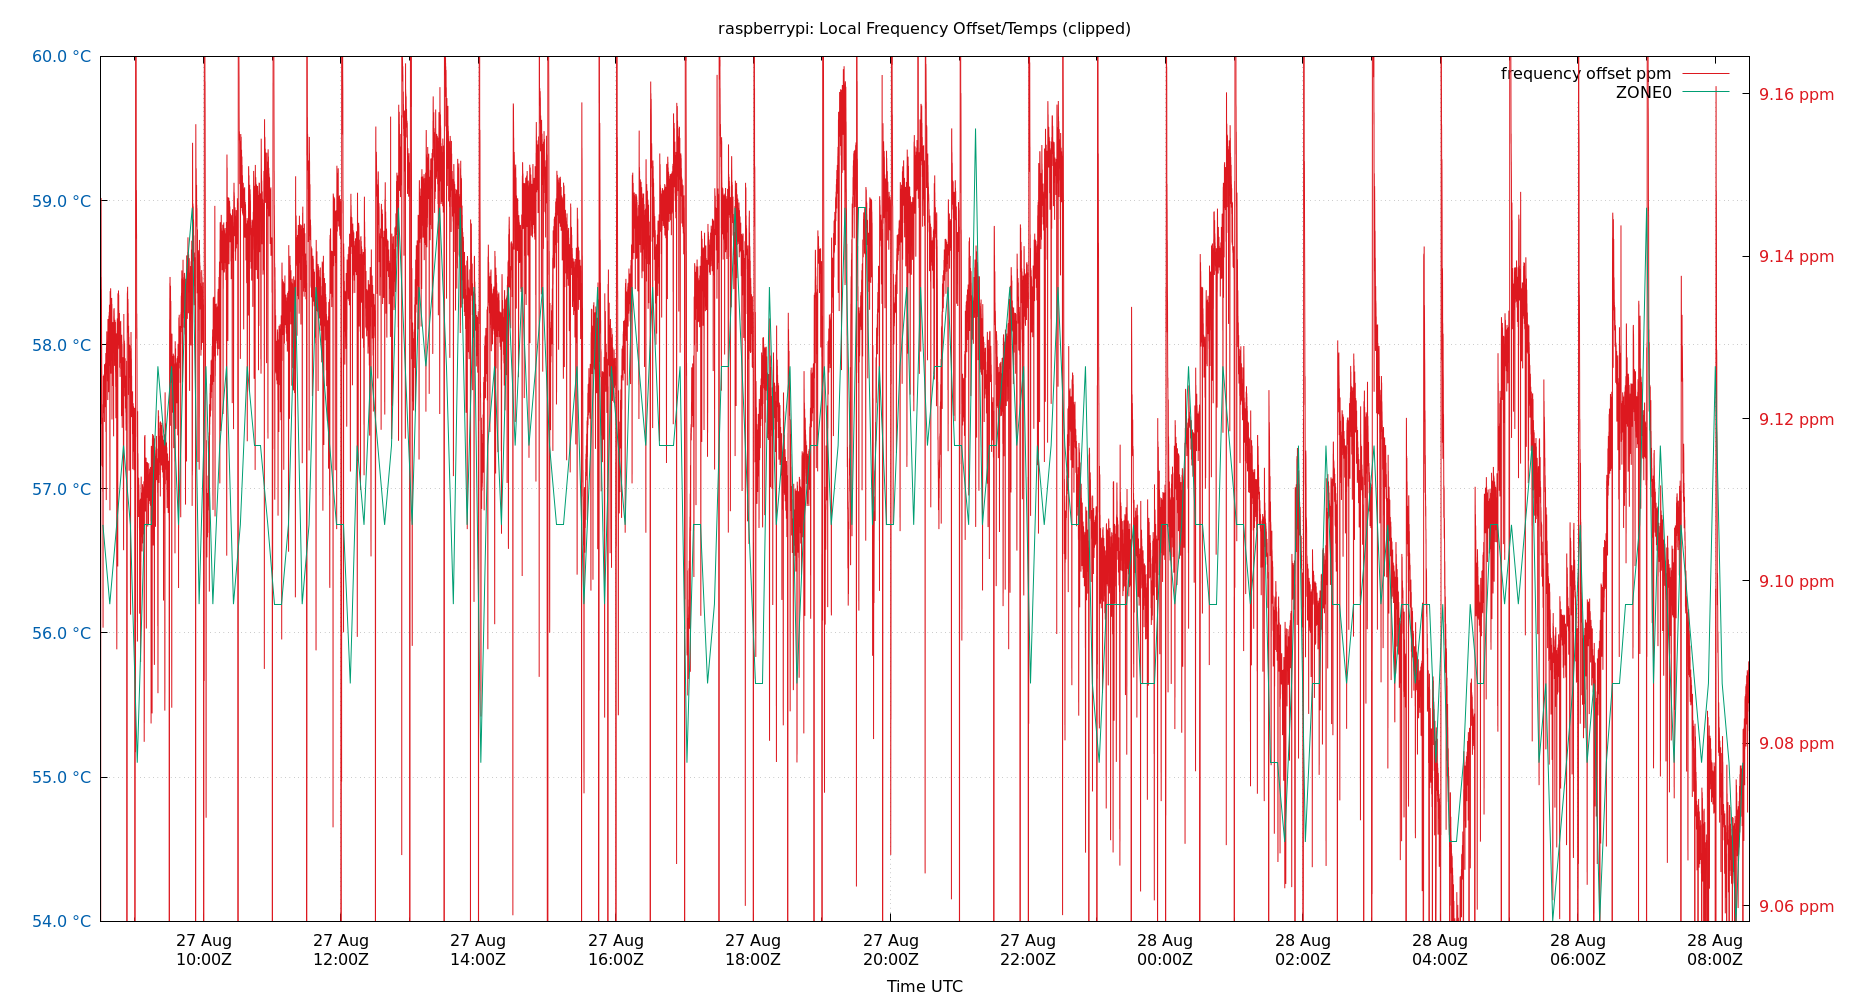 raspberrypi: Local Frequency Offset/Temps (clipped)
60.0 °C
59.0 °C
58.0 °C
57.0 °C
56.0 °C
55.0 °C
54.0 °C
frequency offset ppm
ZONE0
9.16 ppm
9.14 ppm
9.12 ppm
9.10 ppm
9.08 ppm
9.06 ppm
27 Aug 27 Aug 27 Aug 27 Aug 27 Aug 27 Aug 27 Aug 28 Aug 28 Aug 28 Aug 28 Aug 28 Aug
10:00Z 12:00Z 14:00Z 16:00Z 18:00Z 20:00Z 22:00Z 00:00Z 02:00Z 04:00Z 06:00Z 08:00Z
Time UTC